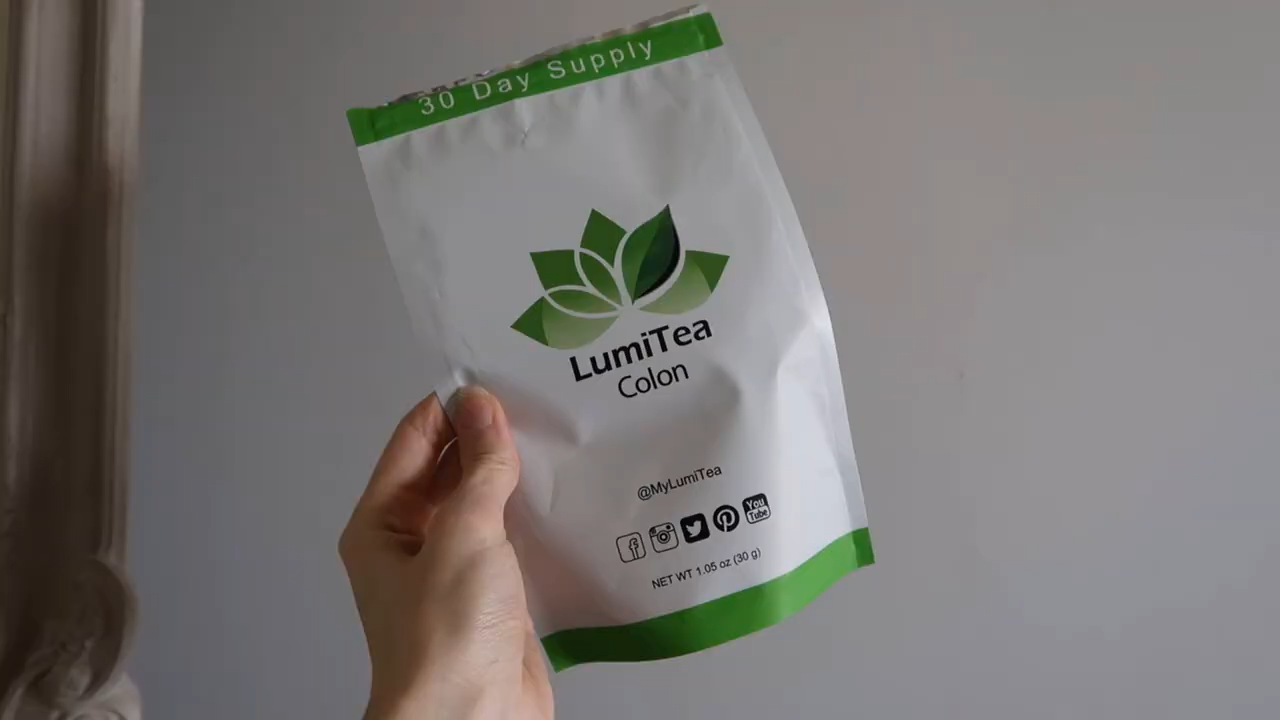 30 Day Supply
LumiTea
Colon
@MyLumiTea
You
Tube
NET WT 1.05 oz (30 g)